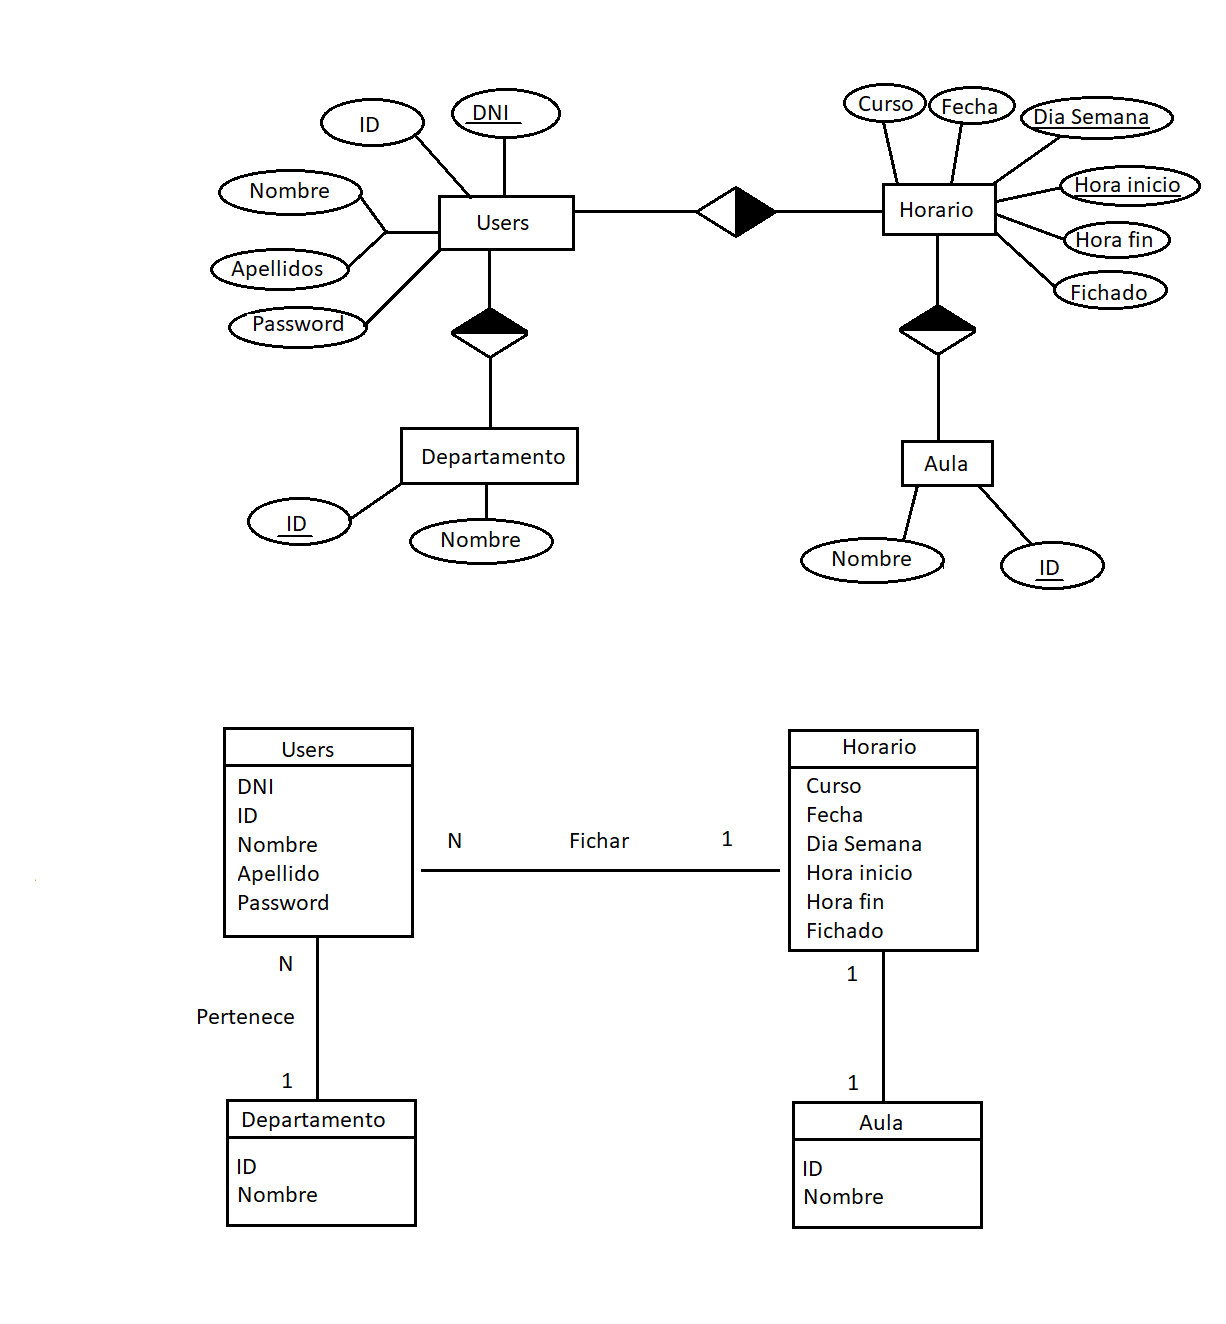 ID
DNI
Nombre
Apellidos
Password
Users
Curso
Fecha
Dia Semana
Hora inicio
Hora fin
Fichado
Horario
Departamento
ID
Nombre
Aula
Nombre
ID
Users
DNI
ID
Nombre
Apellido
Password
N Fichar 1
Horario
Curso
Fecha
Dia Semana
Hora inicio
Hora fin
Fichado
N
Pertenece
1
1
1
Departamento
ID
Nombre
Aula
ID
Nombre